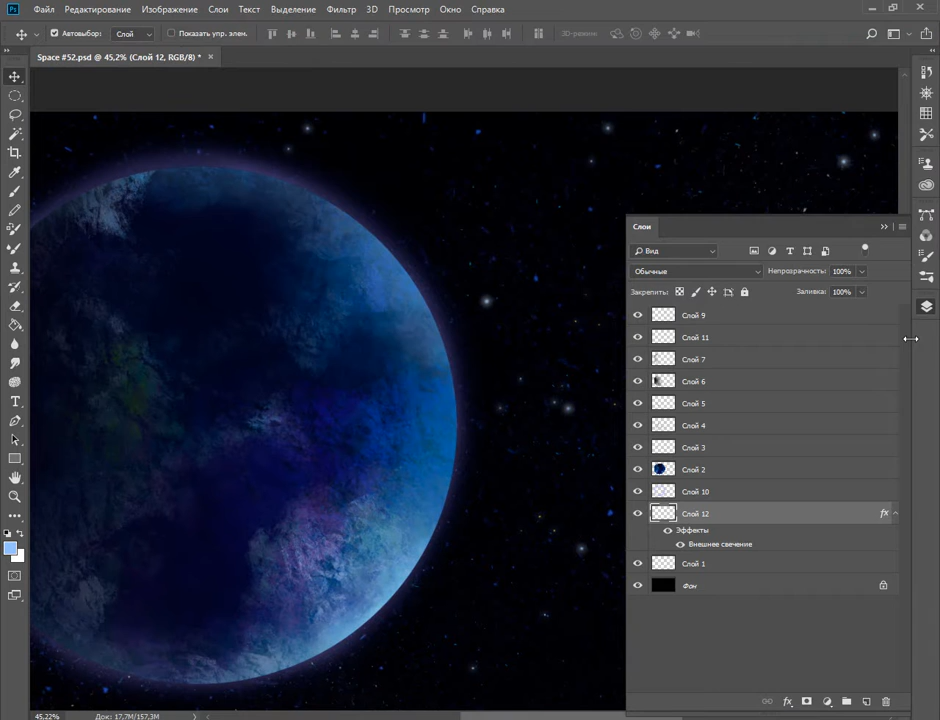 Ps Файл Редактирование Изображение Слои Текст Выделение Фильтр 3D Просмотр Окно Справка
Автовыбор: Слой Показать упр. элем. 3D-режим:
Space #52.psd @ 45,2% (Слой 12, RGB/8) * ×
Слои
Вид
Обычные Непрозрачность: 100%
Закрепить: Заливка: 100%
Слой 9
Слой 11
Слой 7
Слой 6
Слой 5
Слой 4
Слой 3
Слой 2
Слой 10
Слой 12 fx
Эффекты
Внешнее свечение
Слой 1
Фон
fx
45,22% Док: 17,7M/157,3M